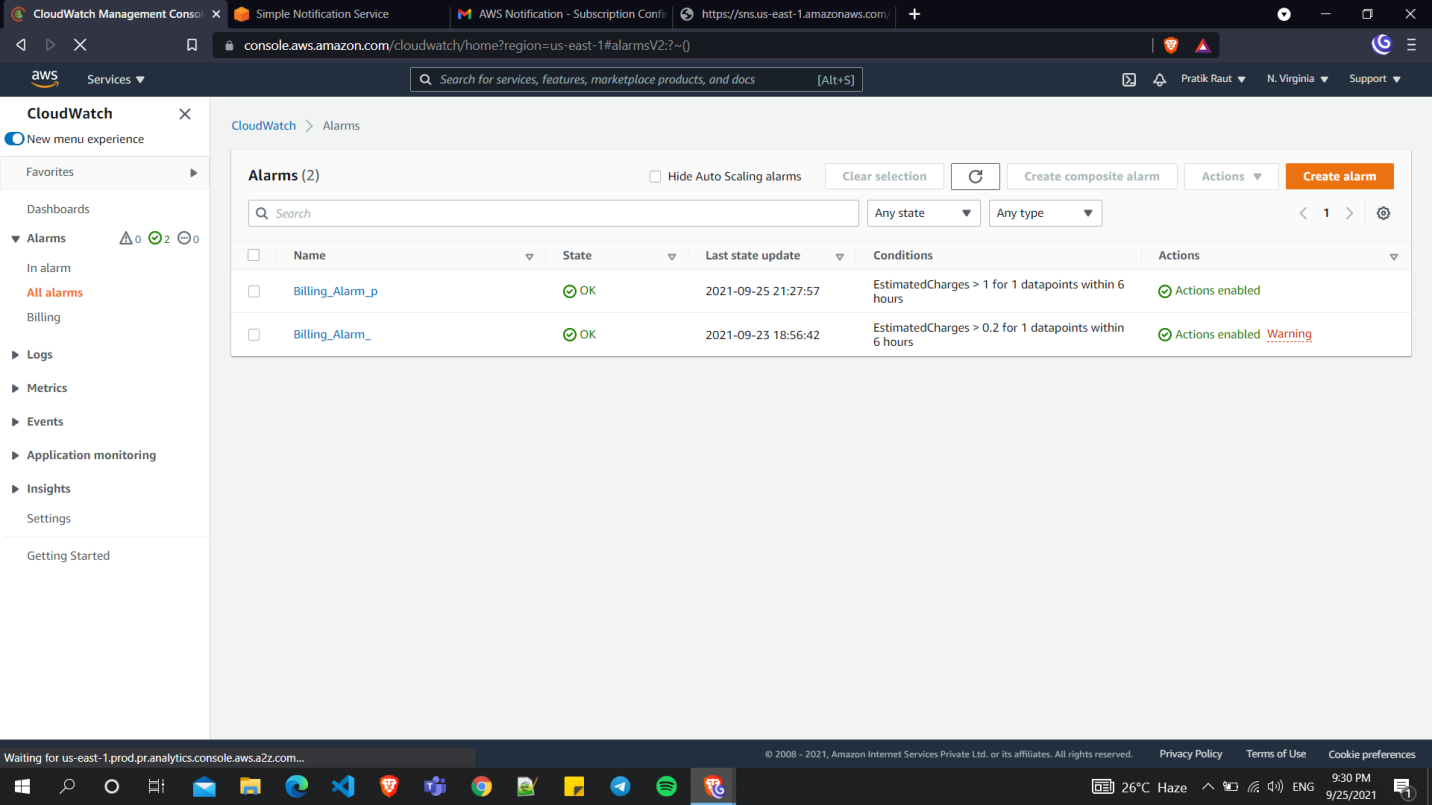 CloudWatch Management Consol
Simple Notification Service
AWS Notification - Subscription Confir
https://sns.us-east-1.amazonaws.com/
console.aws.amazon.com/cloudwatch/home?region=us-east-1#alarmsV2:?~()
aws
Services
Search for services, features, marketplace products, and docs
[Alt+S]
Pratik Raut
N. Virginia
Support
CloudWatch
New menu experience
Favorites
Dashboards
Alarms
0
2
0
In alarm
All alarms
Billing
Logs
Metrics
Events
Application monitoring
Insights
Settings
Getting Started
CloudWatch
Alarms
Alarms (2)
Hide Auto Scaling alarms
Clear selection
Create composite alarm
Actions
Create alarm
Search
Any state
Any type
1
Name
State
Last state update
Conditions
Actions
Billing_Alarm_p
OK
2021-09-25 21:27:57
EstimatedCharges > 1 for 1 datapoints within 6
hours
Actions enabled
Billing_Alarm_
OK
2021-09-23 18:56:42
EstimatedCharges > 0.2 for 1 datapoints within
6 hours
Actions enabled
Warning
Waiting for us-east-1.prod.pr.analytics.console.aws.a2z.com...
© 2008 - 2021, Amazon Internet Services Private Ltd. or its affiliates. All rights reserved.
Privacy Policy
Terms of Use
Cookie preferences
26°C Haze
ENG
9:30 PM
9/25/2021
1